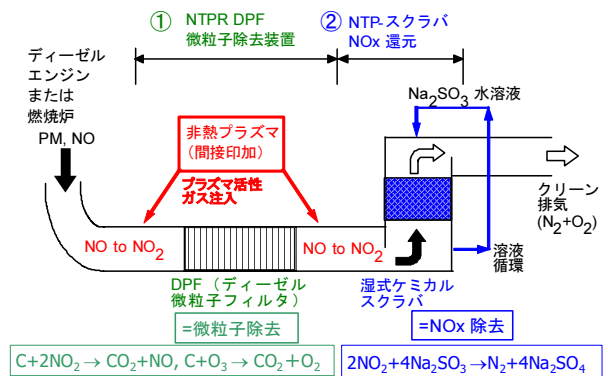 ① NTPR DPF
微粒子除去装置
② NTP-スクラバ
NOx 還元
ディーゼル
エンジン
または
燃焼炉
PM, NO
Na2SO3 水溶液
非熱プラズマ
(間接印加)
プラズマ活性
ガス注入
クリーン
排気
(N2+O2)
NO to NO2
NO to NO2
溶液
循環
DPF (ディーゼル
微粒子フィルタ)
湿式ケミカル
スクラバ
=微粒子除去
=NOx 除去
C+2NO2→ CO2+NO, C+O3→ CO2+O2
2NO2+4Na2SO3→N2+4Na2SO4